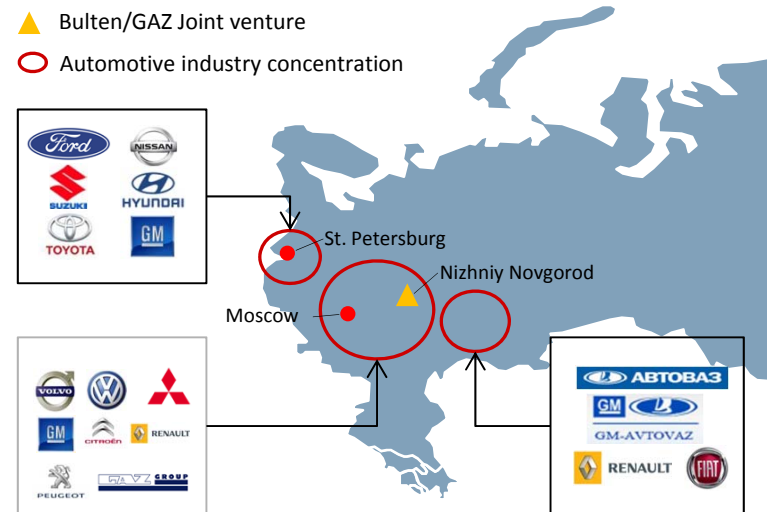 Bulten/GAZ Joint venture
Automotive industry concentration
Ford
NISSAN
SUZUKI
HYUNDAI
TOYOTA
GM
St. Petersburg
Nizhniy Novgorod
Moscow
VOLVO
GM
CITROËN
RENAULT
PEUGEOT
GAZ GROUP
АВТОВАЗ
GM
GM-AVTOVAZ
RENAULT
FIAT